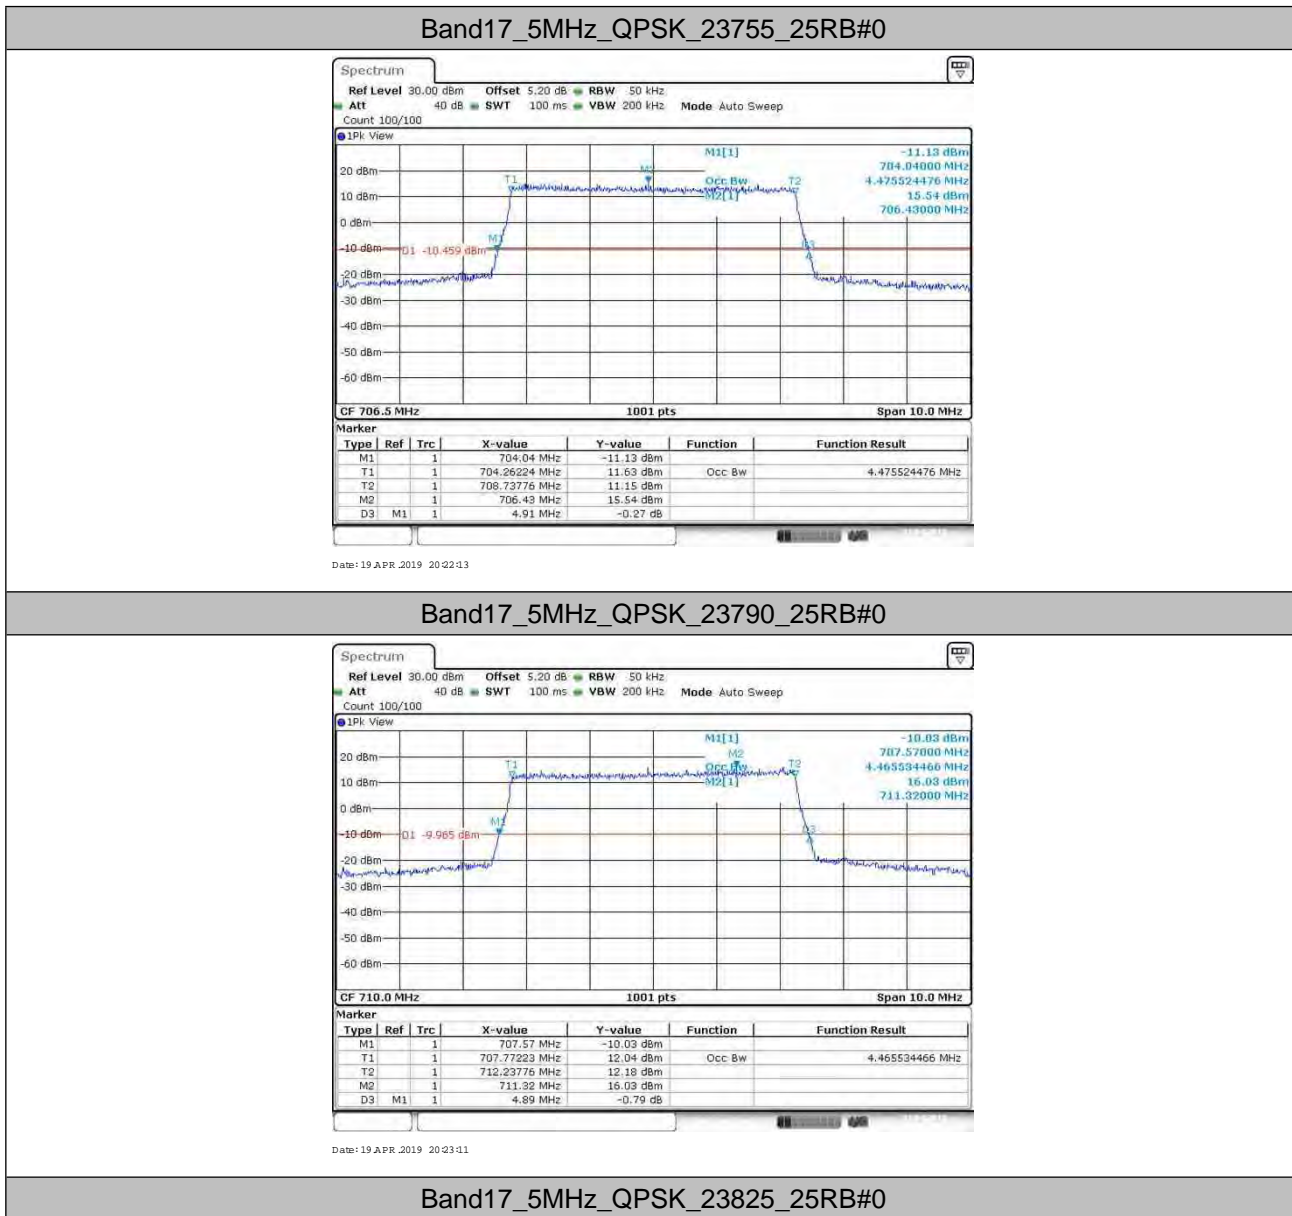 Band17_5MHz_QPSK_23755_25RB#0
Spectrum
Ref Level 30.00 dBm Offset 5.20 dB RBW 50 kHz
Att 40 dB SWT 100 ms VBW 200 kHz Mode Auto Sweep
Count 100/100
1Pk View
M1[1] -11.13 dBm
704.04000 MHz
Occ Bw 4.475524476 MHz
M2[1] 15.54 dBm
706.43000 MHz
20 dBm
10 dBm
0 dBm
-10 dBm
-20 dBm
-30 dBm
-40 dBm
-50 dBm
-60 dBm
D1 -10.459 dBm
T1
T2
M1
CF 706.5 MHz 1001 pts Span 10.0 MHz
Marker
Type Ref Trc X-value Y-value Function Function Result
M1 1 704.04 MHz -11.13 dBm
T1 1 704.26224 MHz 11.63 dBm Occ Bw 4.475524476 MHz
T2 1 708.73776 MHz 11.15 dBm
M2 1 706.43 MHz 15.54 dBm
D3 M1 1 4.91 MHz -0.27 dB
Date: 19.APR.2019 20:22:13
Band17_5MHz_QPSK_23790_25RB#0
Spectrum
Ref Level 30.00 dBm Offset 5.20 dB RBW 50 kHz
Att 40 dB SWT 100 ms VBW 200 kHz Mode Auto Sweep
Count 100/100
1Pk View
M1[1] -10.03 dBm
707.57000 MHz
Occ Bw 4.465534466 MHz
M2[1] 16.03 dBm
711.32000 MHz
20 dBm
10 dBm
0 dBm
-10 dBm
-20 dBm
-30 dBm
-40 dBm
-50 dBm
-60 dBm
D1 -9.965 dBm
T1
M2
T2
M1
CF 710.0 MHz 1001 pts Span 10.0 MHz
Marker
Type Ref Trc X-value Y-value Function Function Result
M1 1 707.57 MHz -10.03 dBm
T1 1 707.77223 MHz 12.04 dBm Occ Bw 4.465534466 MHz
T2 1 712.23776 MHz 12.18 dBm
M2 1 711.32 MHz 16.03 dBm
D3 M1 1 4.89 MHz -0.79 dB
Date: 19.APR.2019 20:23:11
Band17_5MHz_QPSK_23825_25RB#0